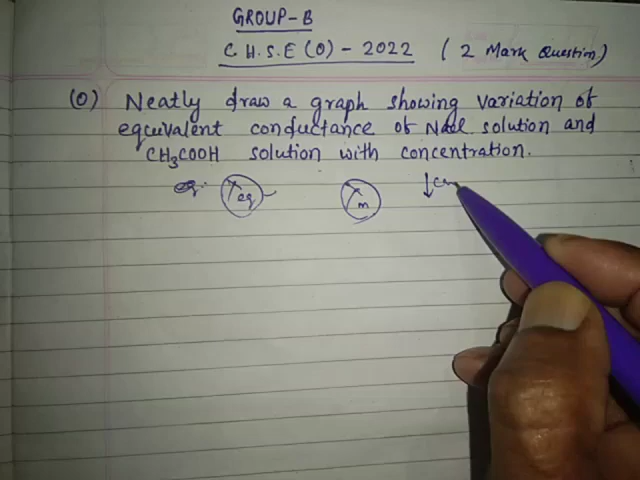 GROUP-B
C.H.S.E (O) - 2022 ( 2 Mark Question)
(O) Neatly draw a graph showing variation of
equivalent conductance of NaCl solution and
CH₃COOH solution with concentration.
eq. λeq λm ↓